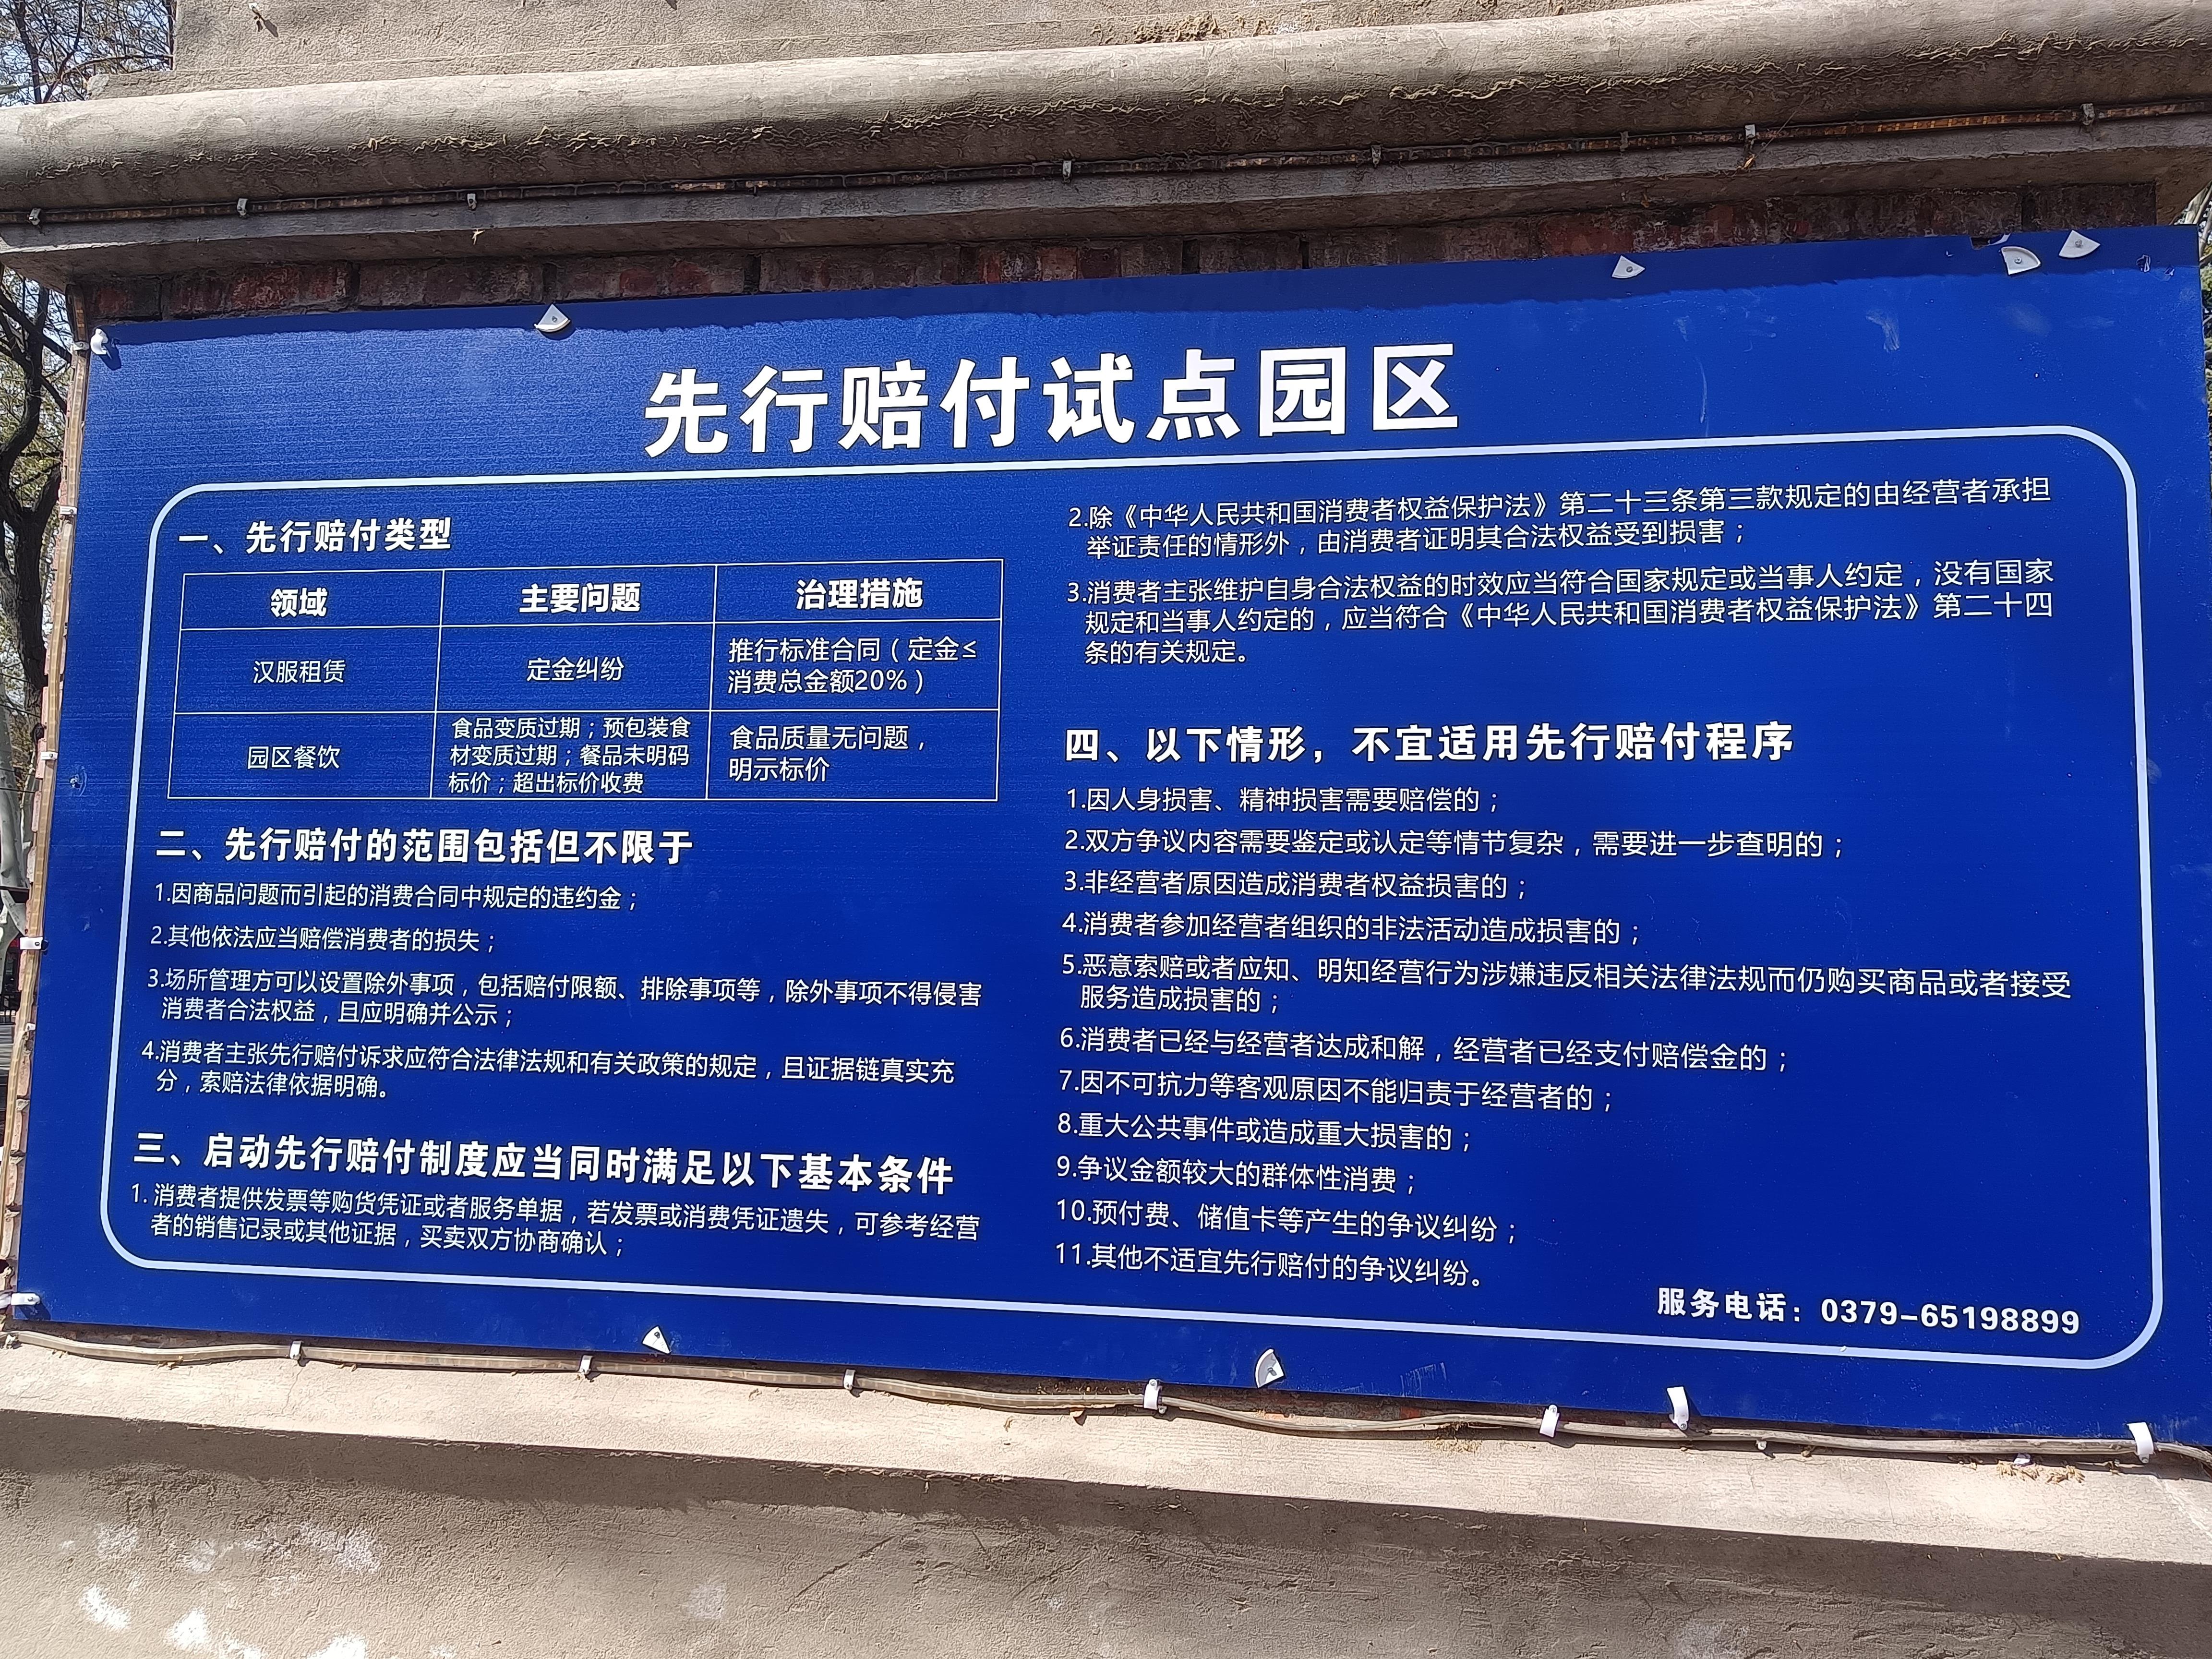 先行赔付试点园区
一、先行赔付类型
领域 主要问题 治理措施
汉服租赁 定金纠纷 推行标准合同（定金≤
消费总金额20%）
园区餐饮 食品变质过期；预包装食
材变质过期；餐品未明码
标价；超出标价收费
食品质量无问题，
明示标价
二、先行赔付的范围包括但不限于
1.因商品问题而引起的消费合同中规定的违约金；
2.其他依法应当赔偿消费者的损失；
3.场所管理方可以设置除外事项，包括赔付限额、排除事项等，除外事项不得侵害
消费者合法权益，且应明确并公示；
4.消费者主张先行赔付诉求应符合法律法规和有关政策的规定，且证据链真实充
分，索赔法律依据明确。
三、启动先行赔付制度应当同时满足以下基本条件
1.消费者提供发票等购货凭证或者服务单据，若发票或消费凭证遗失，可参考经营
者的销售记录或其他证据，买卖双方协商确认；
2.除《中华人民共和国消费者权益保护法》第二十三条第三款规定的由经营者承担
举证责任的情形外，由消费者证明其合法权益受到损害；
3.消费者主张维护自身合法权益的时效应当符合国家规定或当事人约定，没有国家
规定和当事人约定的，应当符合《中华人民共和国消费者权益保护法》第二十四
条的有关规定。
四、以下情形，不宜适用先行赔付程序
1.因人身损害、精神损害需要赔偿的；
2.双方争议内容需要鉴定或认定等情节复杂，需要进一步查明的；
3.非经营者原因造成消费者权益损害的；
4.消费者参加经营者组织的非法活动造成损害的；
5.恶意索赔或者应知、明知经营行为涉嫌违反相关法律法规而仍购买商品或者接受
服务造成损害的；
6.消费者已经与经营者达成和解，经营者已经支付赔偿金的；
7.因不可抗力等客观原因不能归责于经营者的；
8.重大公共事件或造成重大损害的；
9.争议金额较大的群体性消费；
10.预付费、储值卡等产生的争议纠纷；
11.其他不适宜先行赔付的争议纠纷。
服务电话：0379-65198899